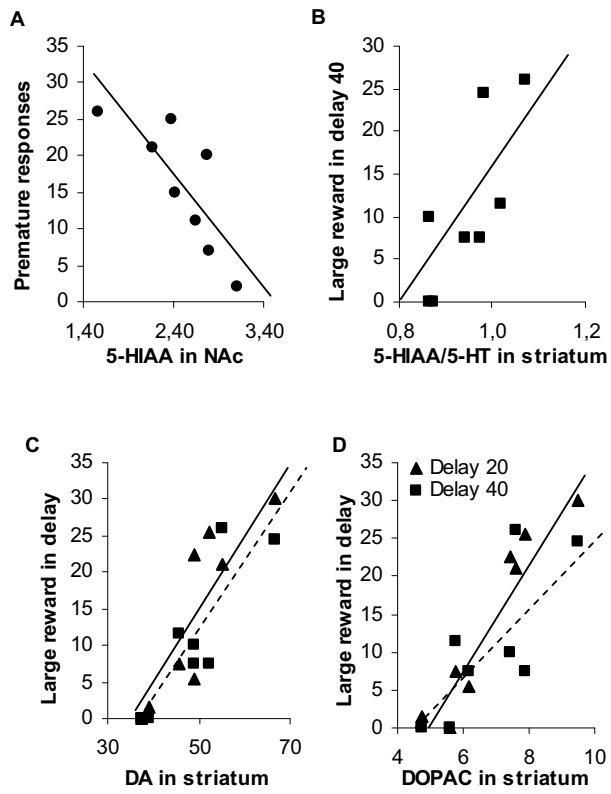 A
Premature responses
35
30
25
20
15
10
5
0
1,40 2,40 3,40
5-HIAA in NAc
B
Large reward in delay 40
30
25
20
15
10
5
0
0,8 1,0 1,2
5-HIAA/5-HT in striatum
C
Large reward in delay
35
30
25
20
15
10
5
0
30 50 70
DA in striatum
D
Delay 20
Delay 40
Large reward in delay
35
30
25
20
15
10
5
0
4 6 8 10
DOPAC in striatum